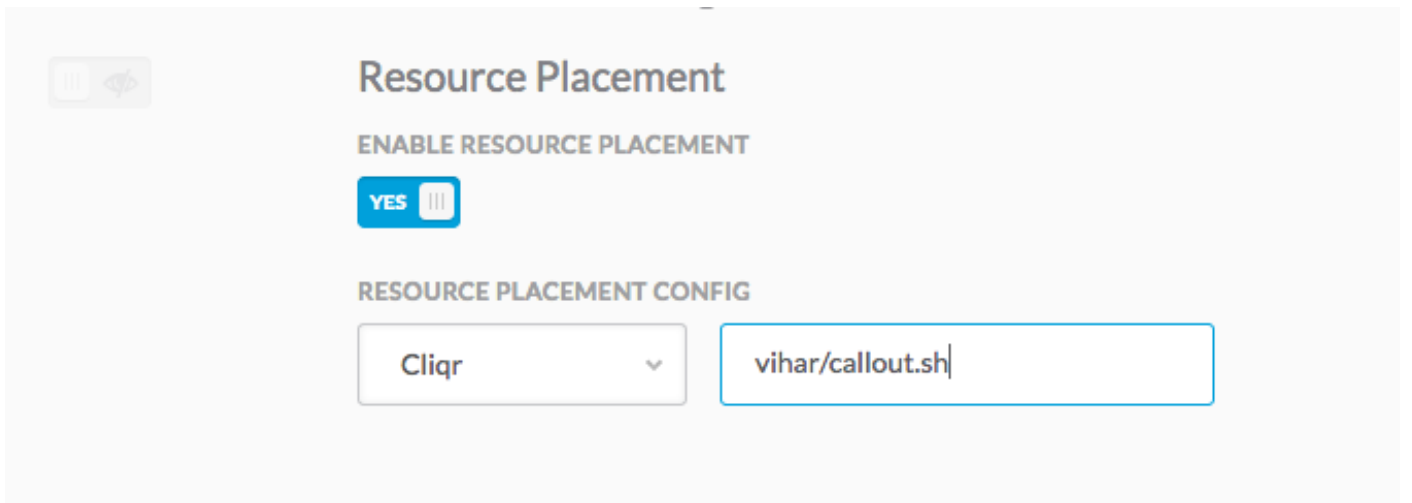 Resource Placement
ENABLE RESOURCE PLACEMENT
YES
RESOURCE PLACEMENT CONFIG
Cliqr
vihar/callout.sh